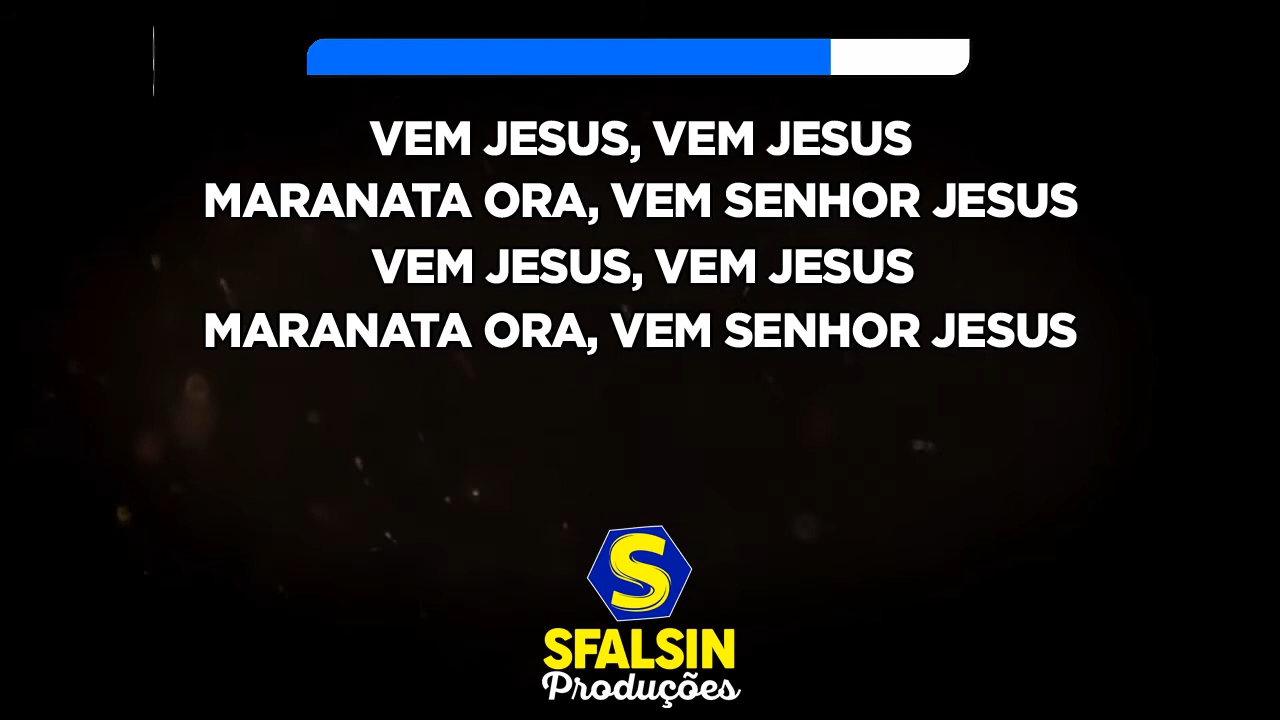 VEM JESUS, VEM JESUS
MARANATA ORA, VEM SENHOR JESUS
VEM JESUS, VEM JESUS
MARANATA ORA, VEM SENHOR JESUS
S
SFALSIN
Produções